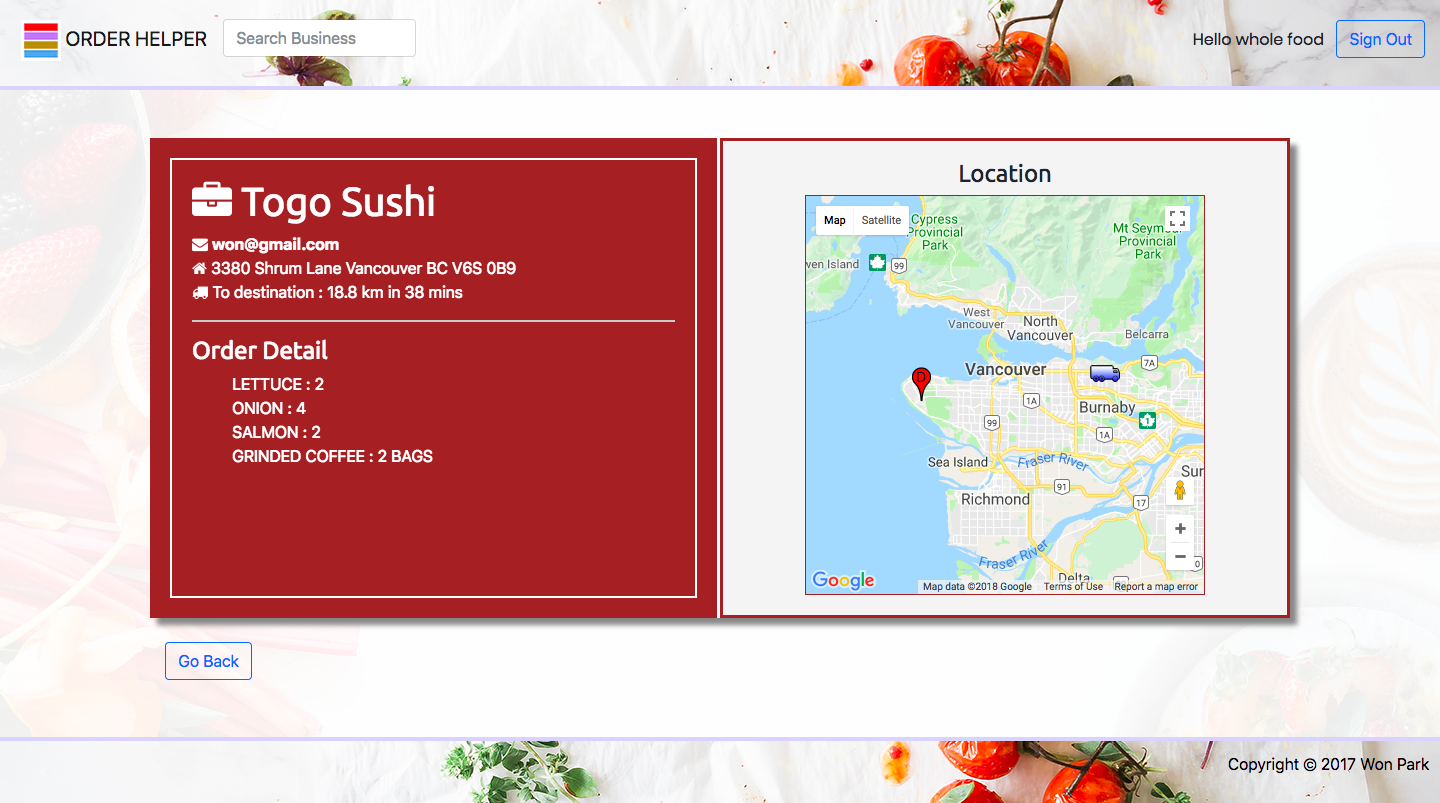 ORDER HELPER
Search Business
Hello whole food
Sign Out
Togo Sushi
won@gmail.com
3380 Shrum Lane Vancouver BC V6S 0B9
To destination : 18.8 km in 38 mins
Order Detail
LETTUCE : 2
ONION : 4
SALMON : 2
GRINDED COFFEE : 2 BAGS
Location
Map
Satellite
Cypress
Provincial
Park
Mt Seymour
Provincial
Park
wen Island
99
West
Vancouver
North
Vancouver
Belcarra
7A
Vancouver
D
1A
Burnaby
1
99
1A
Sea Island
Fraser River
Sur
91
Richmond
17
Fraser River
Delta
0
Google
Map data ©2018 Google
Terms of Use
Report a map error
Go Back
Copyright © 2017 Won Park